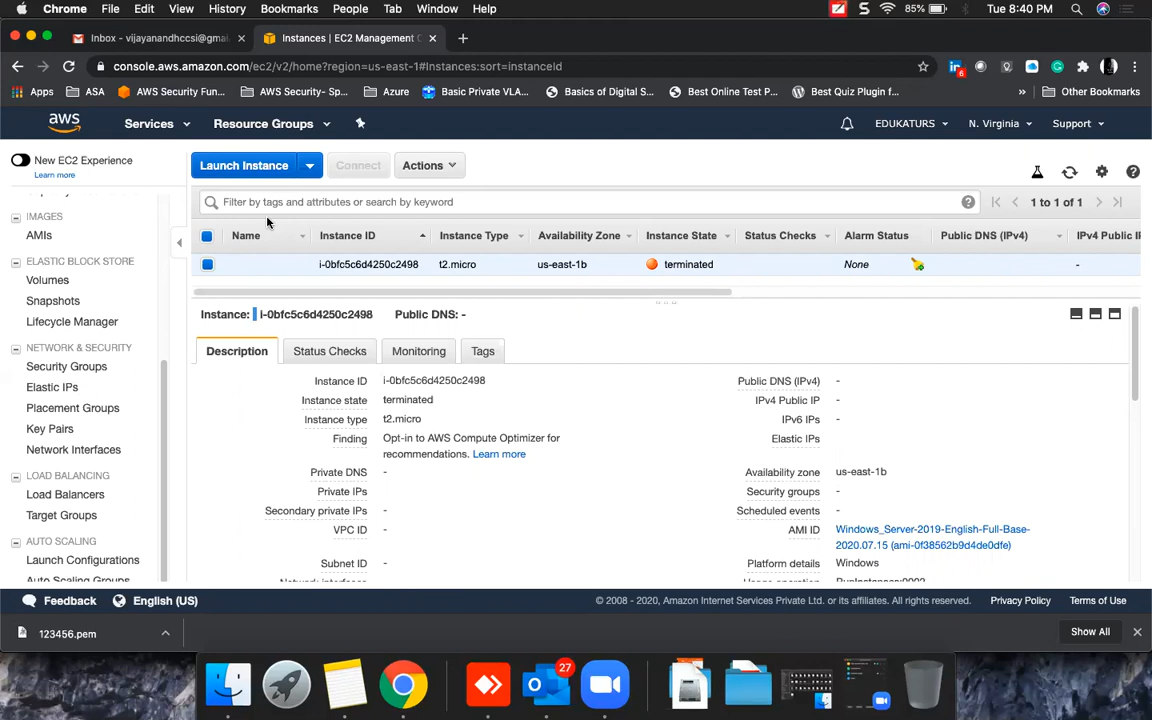 Chrome File Edit View History Bookmarks People Tab Window Help 85% Tue 8:40 PM
Inbox - vijayanandhccsi@gmai Instances | EC2 Management C
console.aws.amazon.com/ec2/v2/home?region=us-east-1#Instances:sort=instanceId
Apps ASA AWS Security Fun... AWS Security- Sp... Azure Basic Private VLA... Basics of Digital S... Best Online Test P... Best Quiz Plugin f... » Other Bookmarks
aws Services Resource Groups EDUKATURS N. Virginia Support
New EC2 Experience
Learn more
Launch Instance Connect Actions
Filter by tags and attributes or search by keyword 1 to 1 of 1
Name Instance ID Instance Type Availability Zone Instance State Status Checks Alarm Status Public DNS (IPv4) IPv4 Public IP
i-0bfc5c6d4250c2498 t2.micro us-east-1b terminated None -
IMAGES
AMIs
ELASTIC BLOCK STORE
Volumes
Snapshots
Lifecycle Manager
NETWORK & SECURITY
Security Groups
Elastic IPs
Placement Groups
Key Pairs
Network Interfaces
LOAD BALANCING
Load Balancers
Target Groups
AUTO SCALING
Launch Configurations
Auto Scaling Groups
Instance: i-0bfc5c6d4250c2498 Public DNS: -
Description Status Checks Monitoring Tags
Instance ID i-0bfc5c6d4250c2498
Instance state terminated
Instance type t2.micro
Finding Opt-in to AWS Compute Optimizer for
recommendations. Learn more
Private DNS -
Private IPs -
Secondary private IPs -
VPC ID -
Subnet ID -
Network interfaces
Public DNS (IPv4) -
IPv4 Public IP -
IPv6 IPs -
Elastic IPs
Availability zone us-east-1b
Security groups -
Scheduled events -
AMI ID Windows_Server-2019-English-Full-Base-
2020.07.15 (ami-0f38562b9d4de0dfe)
Platform details Windows
Usage operation RunInstances:0002
Feedback English (US) © 2008 - 2020, Amazon Internet Services Private Ltd. or its affiliates. All rights reserved. Privacy Policy Terms of Use
123456.pem Show All
27
6